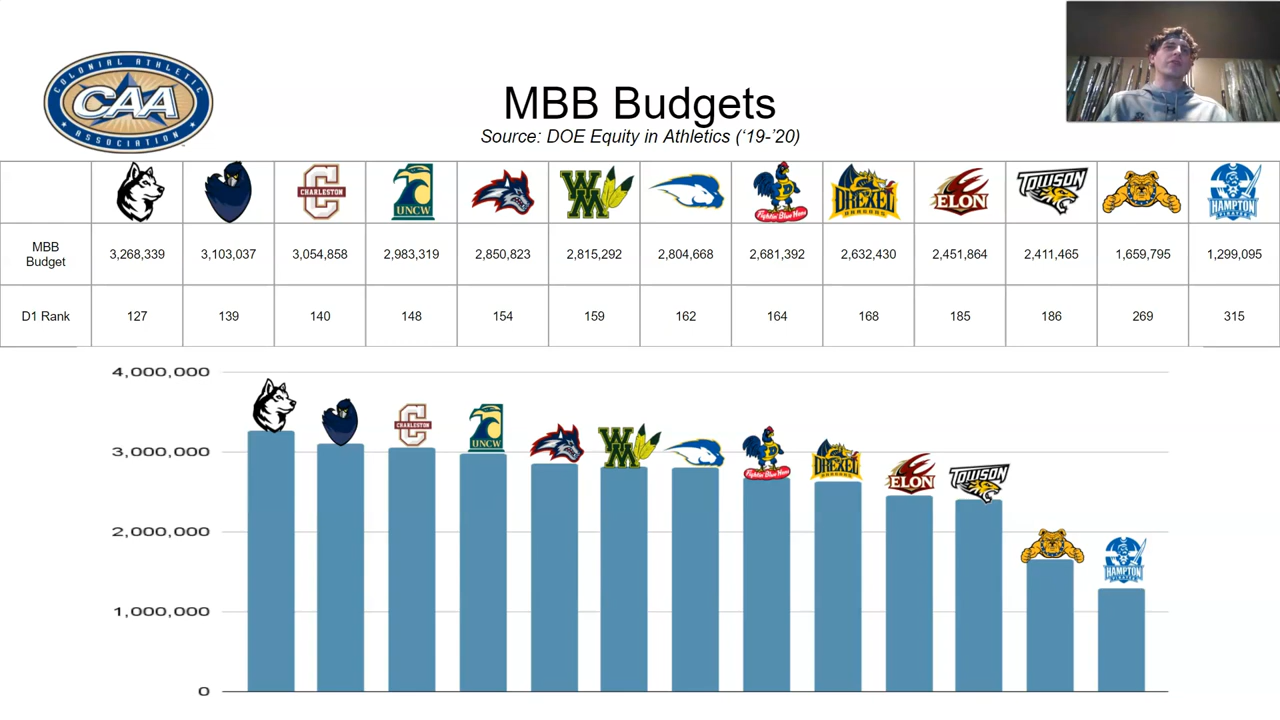 COLONIAL ATHLETIC
CAA
ASSOCIATION
MBB Budgets
Source: DOE Equity in Athletics (‘19-’20)
C CHARLESTON UNCW WM D Fightin' Blue Hens DREXEL ELON TOWSON HAMPTON PIRATES
MBB
Budget 3,268,339 3,103,037 3,054,858 2,983,319 2,850,823 2,815,292 2,804,668 2,681,392 2,632,430 2,451,864 2,411,465 1,659,795 1,299,095
D1 Rank 127 139 140 148 154 159 162 164 168 185 186 269 315
4,000,000
C CHARLESTON UNCW WM D Fightin' Blue Hens DREXEL ELON TOWSON HAMPTON PIRATES
3,000,000
2,000,000
1,000,000
0